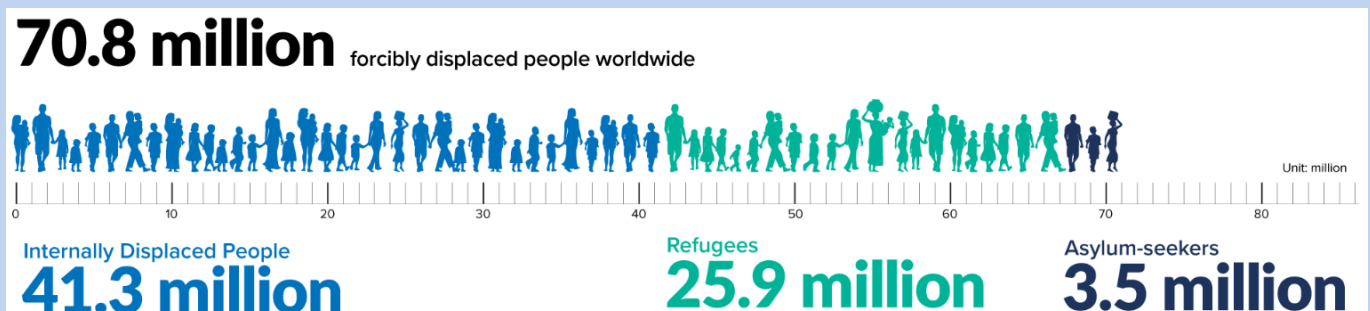 70.8 million forcibly displaced people worldwide
Unit: million
0 10 20 30 40 50 60 70 80
Internally Displaced People
41.3 million
Refugees
25.9 million
Asylum-seekers
3.5 million